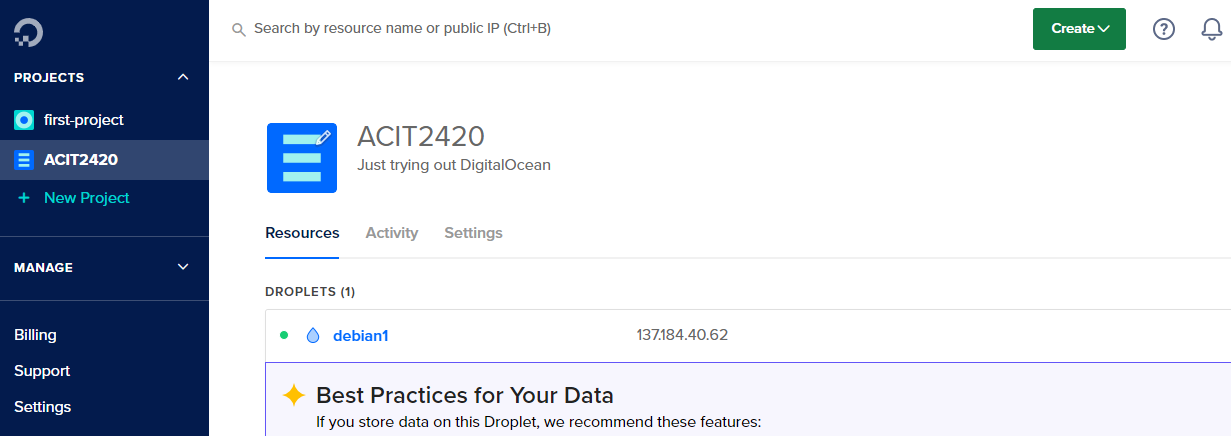 Search by resource name or public IP (Ctrl+B)
Create
PROJECTS
first-project
ACIT2420
+ New Project
MANAGE
Billing
Support
Settings
ACIT2420
Just trying out DigitalOcean
Resources Activity Settings
DROPLETS (1)
debian1 137.184.40.62
Best Practices for Your Data
If you store data on this Droplet, we recommend these features: